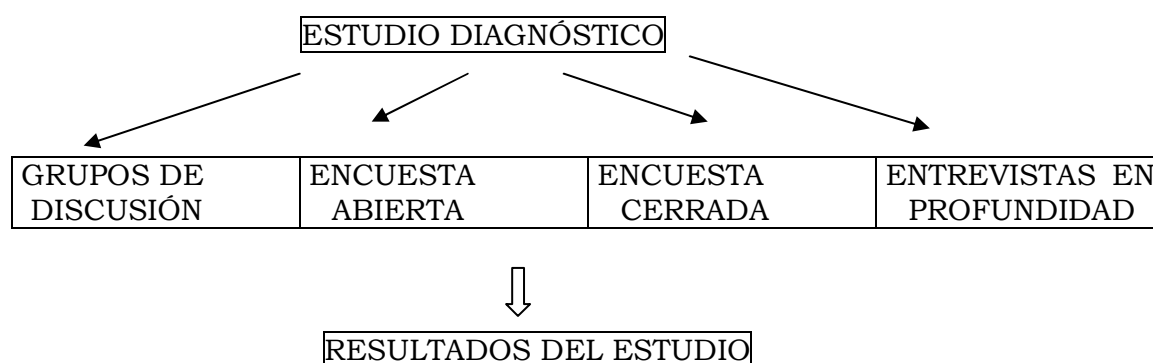 ESTUDIO DIAGNÓSTICO
GRUPOS DE
DISCUSIÓN
ENCUESTA
ABIERTA
ENCUESTA
CERRADA
ENTREVISTAS EN
PROFUNDIDAD
RESULTADOS DEL ESTUDIO